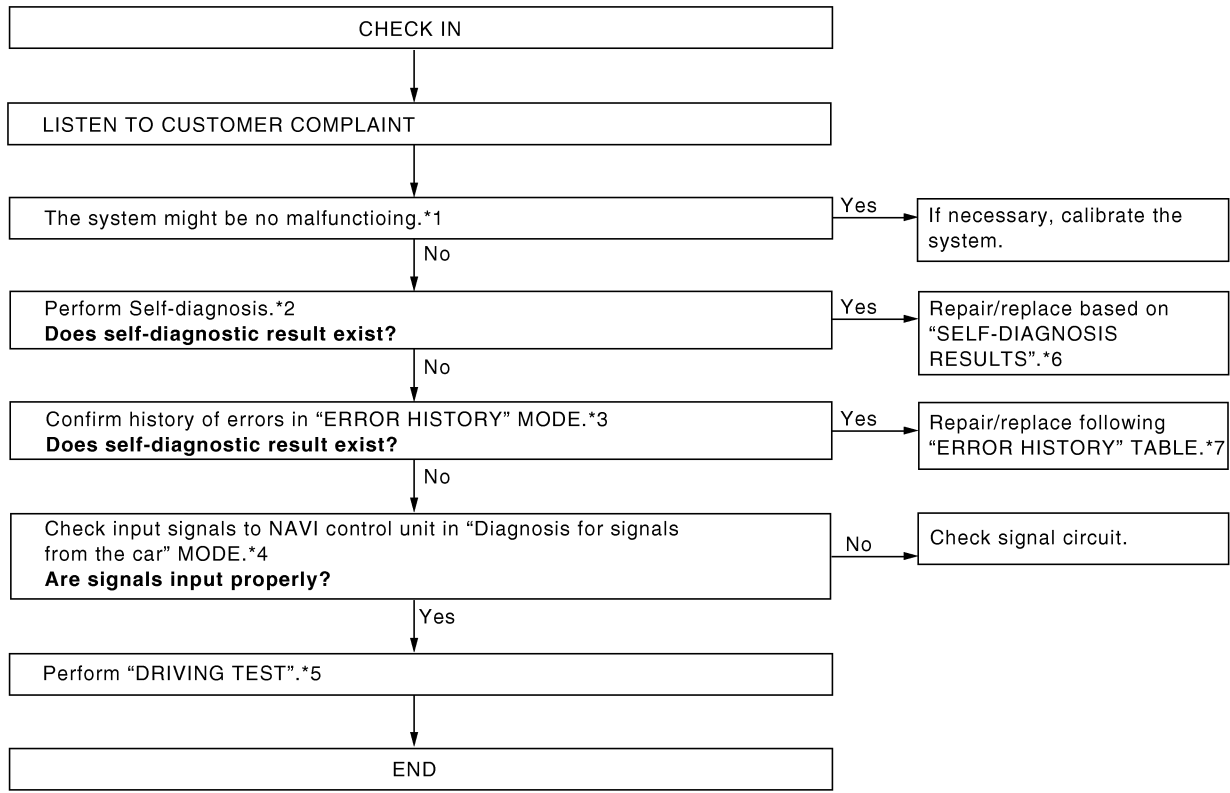 CHECK IN
LISTEN TO CUSTOMER COMPLAINT
The system might be no malfunctioing.*1
Yes
If necessary, calibrate the
system.
No
Perform Self-diagnosis.*2
Does self-diagnostic result exist?
Yes
Repair/replace based on
“SELF-DIAGNOSIS
RESULTS”.*6
No
Confirm history of errors in “ERROR HISTORY” MODE.*3
Does self-diagnostic result exist?
Yes
Repair/replace following
“ERROR HISTORY” TABLE.*7
No
Check input signals to NAVI control unit in “Diagnosis for signals
from the car” MODE.*4
Are signals input properly?
No
Check signal circuit.
Yes
Perform “DRIVING TEST”.*5
END